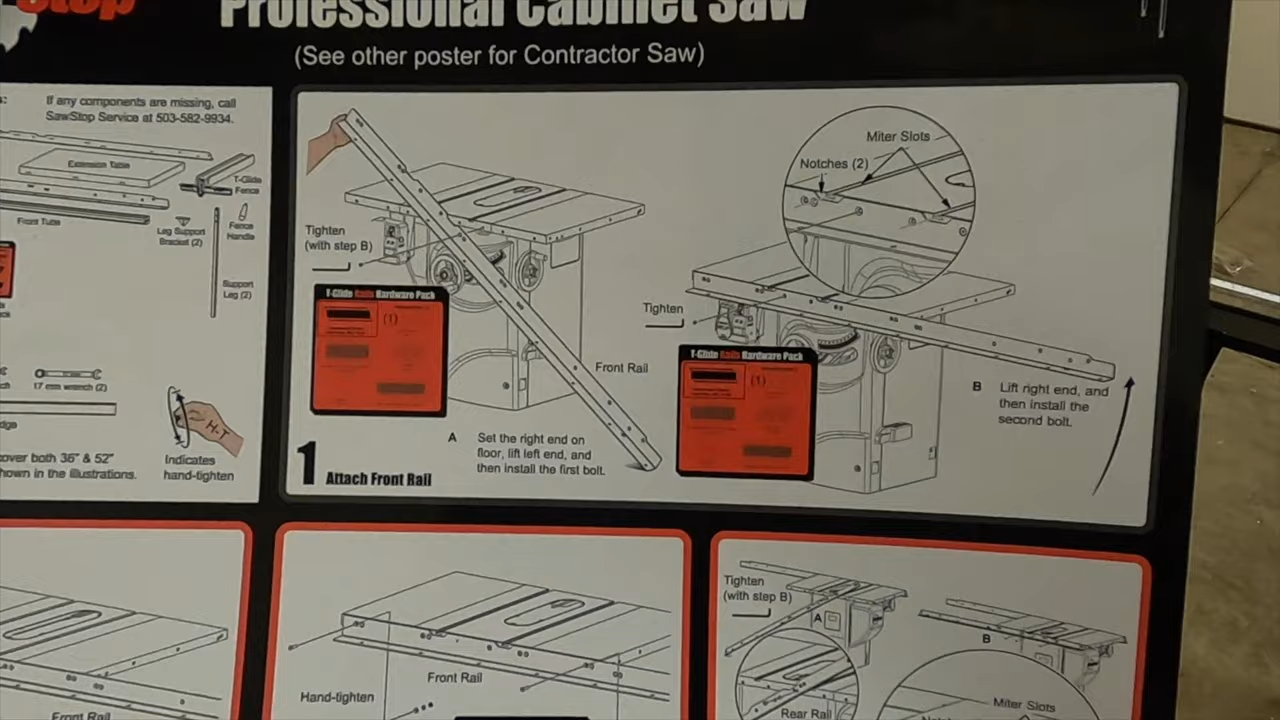 Stop
Professional Cabinet Saw
(See other poster for Contractor Saw)
If any components are missing, call
SawStop Service at 503-582-9934.
Extension Table
T-Glide
Fence
Front Tube
Leg Support
Bracket (2)
Fence
Handle
Support
Leg (2)
17 mm wrench (2)
H-T
Indicates
hand-tighten
cover both 36" & 52"
shown in the illustrations.
Tighten
(with step B)
T-Glide Rails Hardware Pack
(1)
Front Rail
A Set the right end on
floor, lift left end, and
then install the first bolt.
1 Attach Front Rail
Miter Slots
Notches (2)
Tighten
T-Glide Rails Hardware Pack
(1)
B Lift right end, and
then install the
second bolt.
Front Rail
Front Rail
Hand-tighten
Tighten
(with step B)
A
B
Rear Rail
Miter Slots